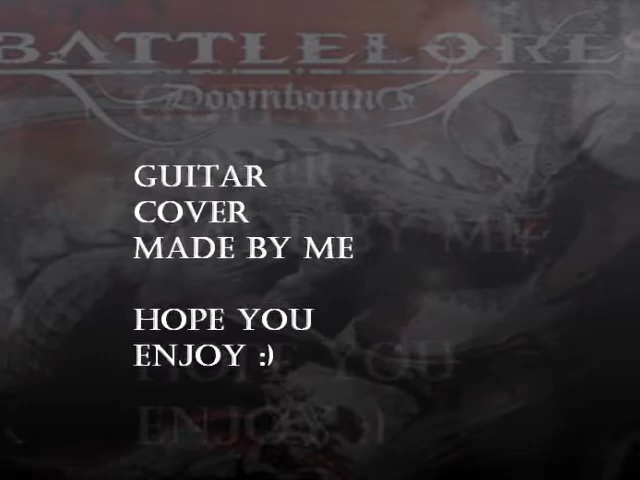 BATTLELORE
Doombound
GUITAR
COVER
MADE BY ME
HOPE YOU
ENJOY :)